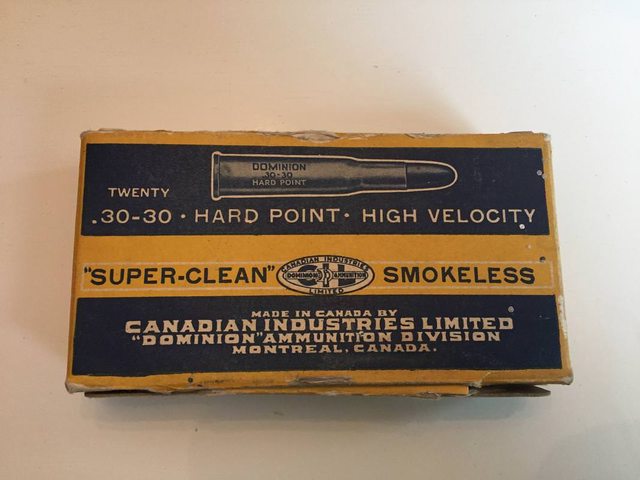 DOMINION
30-30
HARD POINT
TWENTY
.30-30 · HARD POINT · HIGH VELOCITY
"SUPER-CLEAN" SMOKELESS
CANADIAN INDUSTRIES
DOMINION CIL AMMUNITION
LIMITED
MADE IN CANADA BY
CANADIAN INDUSTRIES LIMITED
"DOMINION" AMMUNITION DIVISION
MONTREAL, CANADA.